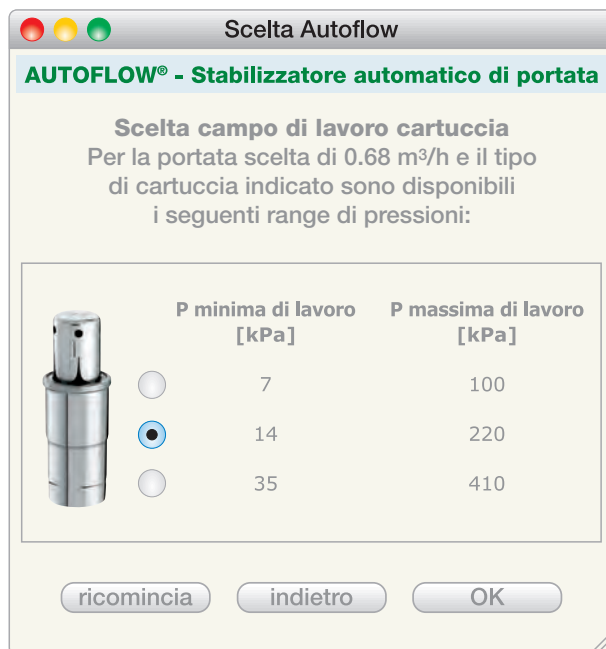 Scelta Autoflow
AUTOFLOW® - Stabilizzatore automatico di portata
Scelta campo di lavoro cartuccia
Per la portata scelta di 0.68 m³/h e il tipo
di cartuccia indicato sono disponibili
i seguenti range di pressioni:
P minima di lavoro P massima di lavoro
[kPa] [kPa]
7 100
14 220
35 410
ricomincia indietro OK